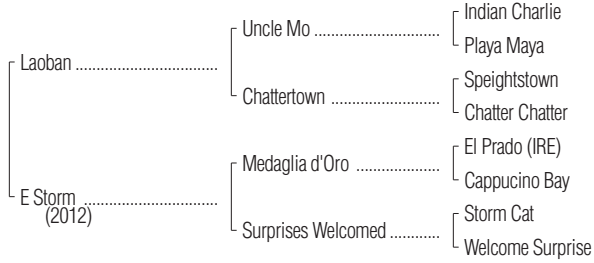 Indian Charlie
Uncle Mo ..............................
Playa Maya
Laoban ..................................
Speightstown
Chattertown ..........................
Chatter Chatter
El Prado (IRE)
Medaglia d'Oro ....................
Cappucino Bay
E Storm ................................
(2012)
Storm Cat
Surprises Welcomed ............
Welcome Surprise